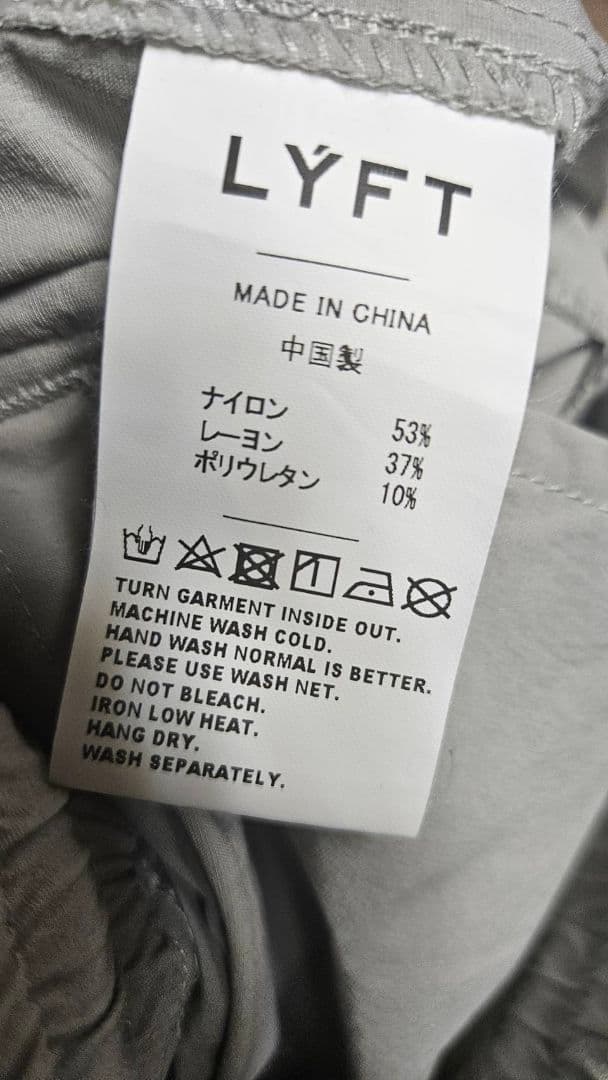 LÝFT
MADE IN CHINA
中国製
ナイロン 53%
レーヨン 37%
ポリウレタン 10%
TURN GARMENT INSIDE OUT.
MACHINE WASH COLD.
HAND WASH NORMAL IS BETTER.
PLEASE USE WASH NET.
DO NOT BLEACH.
IRON LOW HEAT.
HANG DRY.
WASH SEPARATELY.